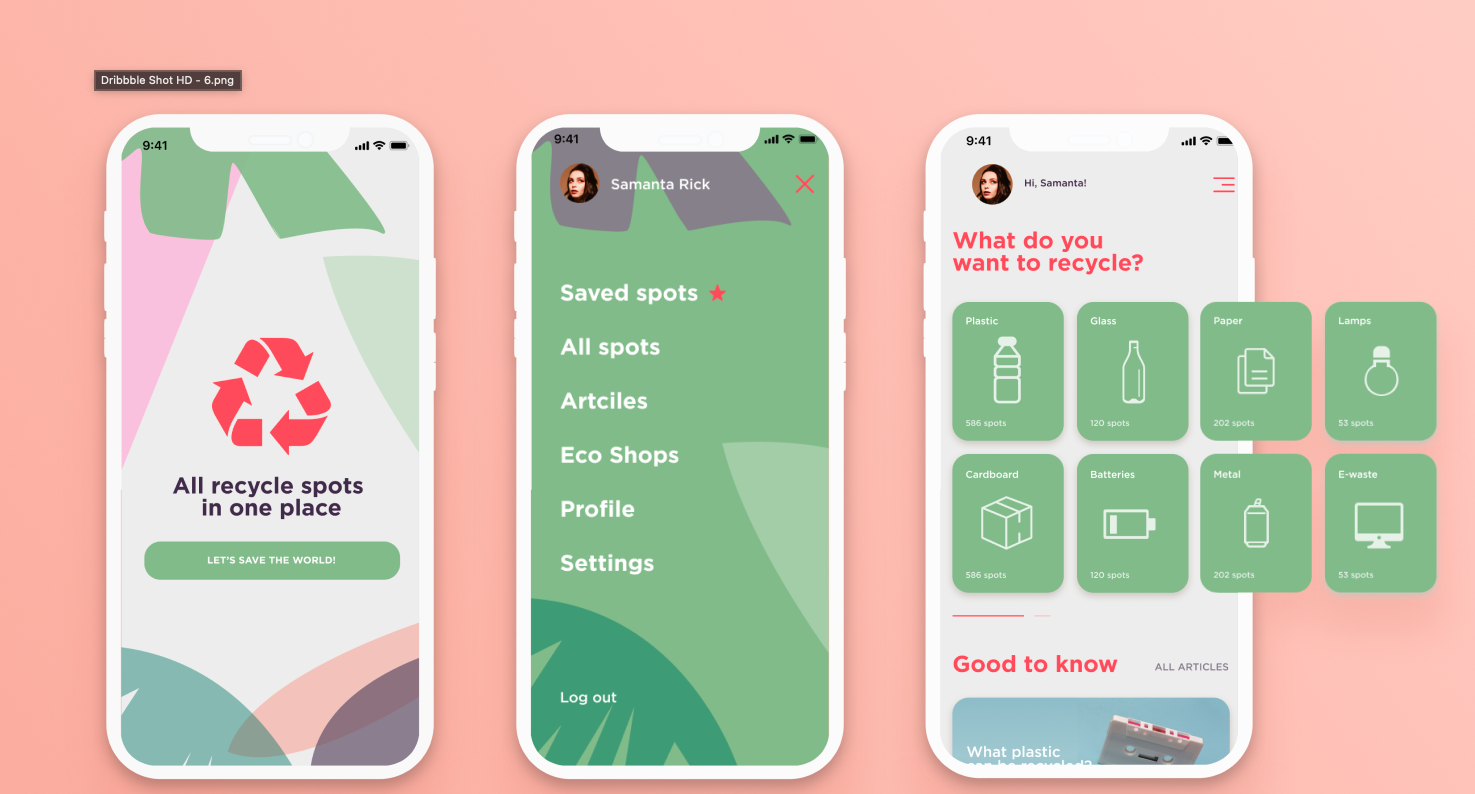 Dribbble Shot HD - 6.png
9:41
All recycle spots
in one place
LET'S SAVE THE WORLD!
9:41
Samanta Rick
Saved spots
All spots
Artciles
Eco Shops
Profile
Settings
Log out
9:41
Hi, Samanta!
What do you
want to recycle?
Plastic
586 spots
Glass
120 spots
Paper
202 spots
Lamps
53 spots
Cardboard
586 spots
Batteries
120 spots
Metal
202 spots
E-waste
53 spots
Good to know
ALL ARTICLES
What plastic
can be recycled?